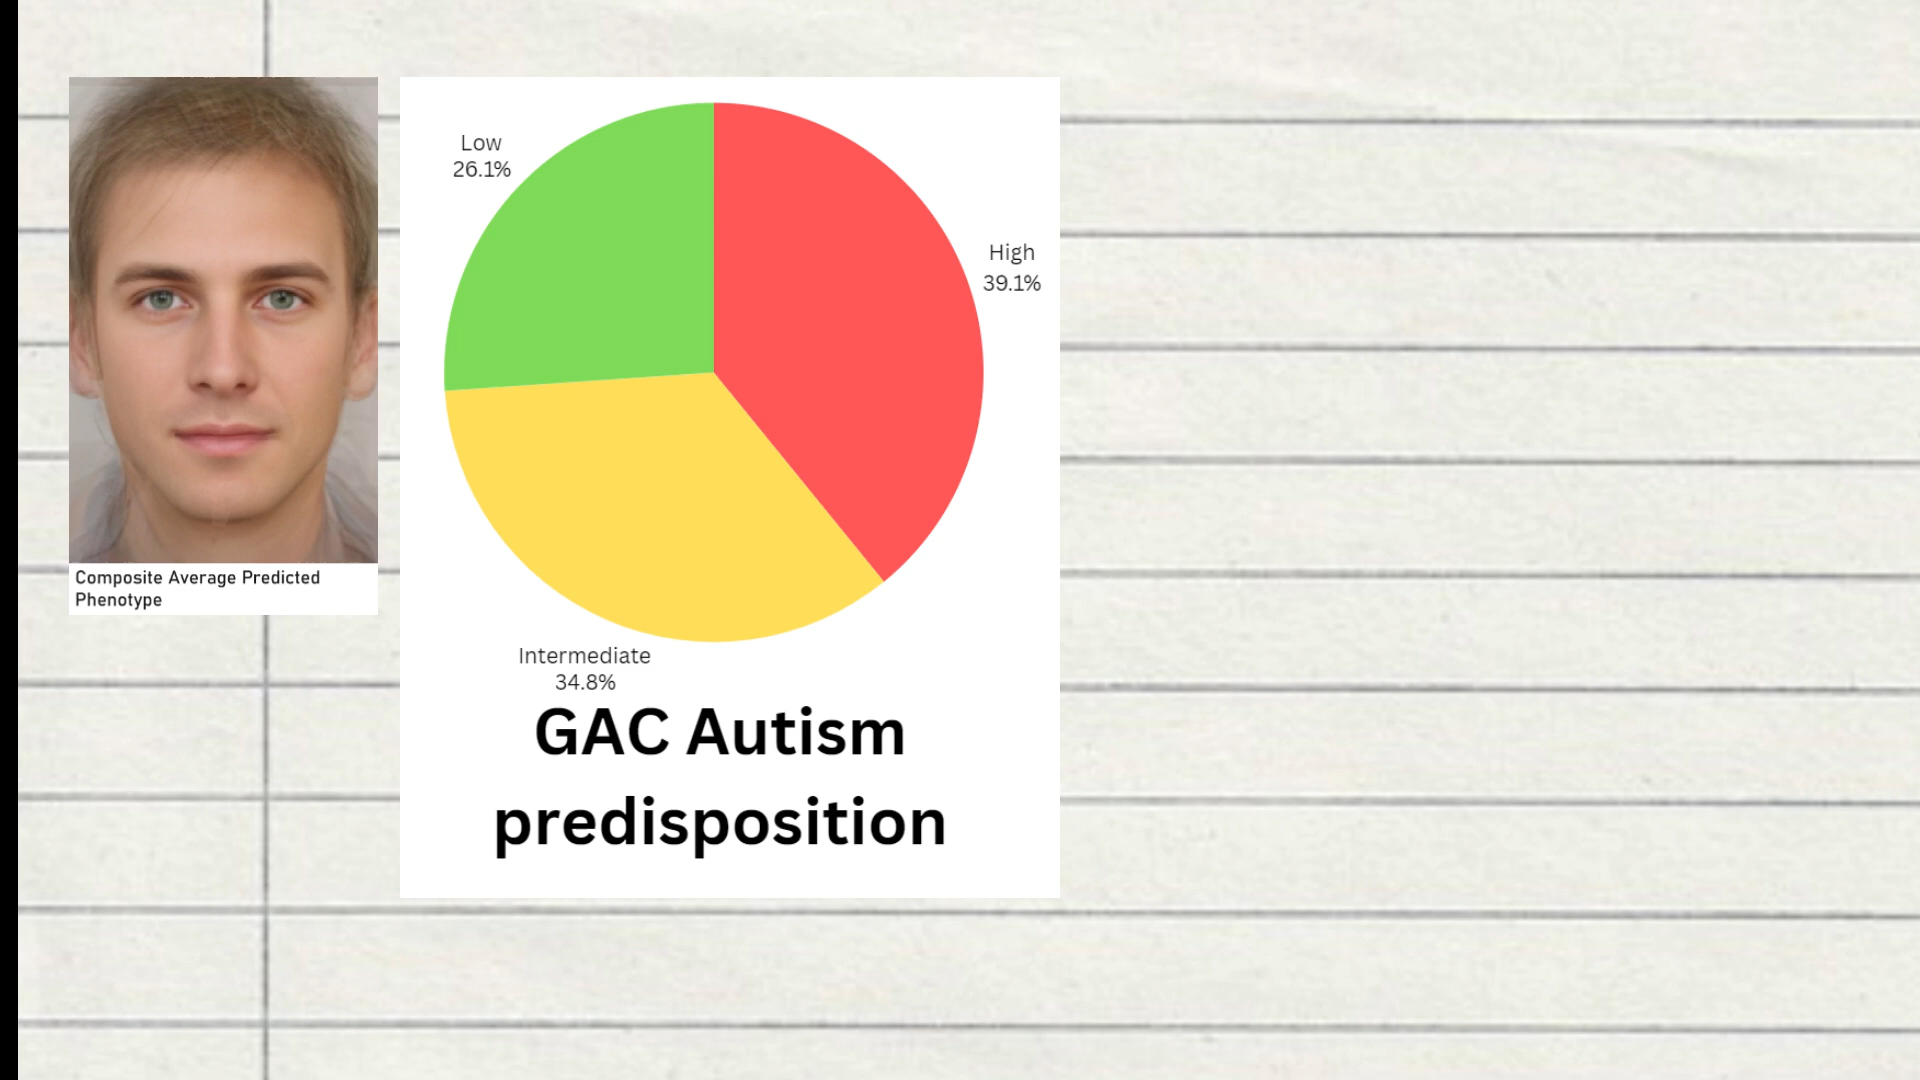 Composite Average Predicted
Phenotype
Low
26.1%
High
39.1%
Intermediate
34.8%
GAC Autism
predisposition